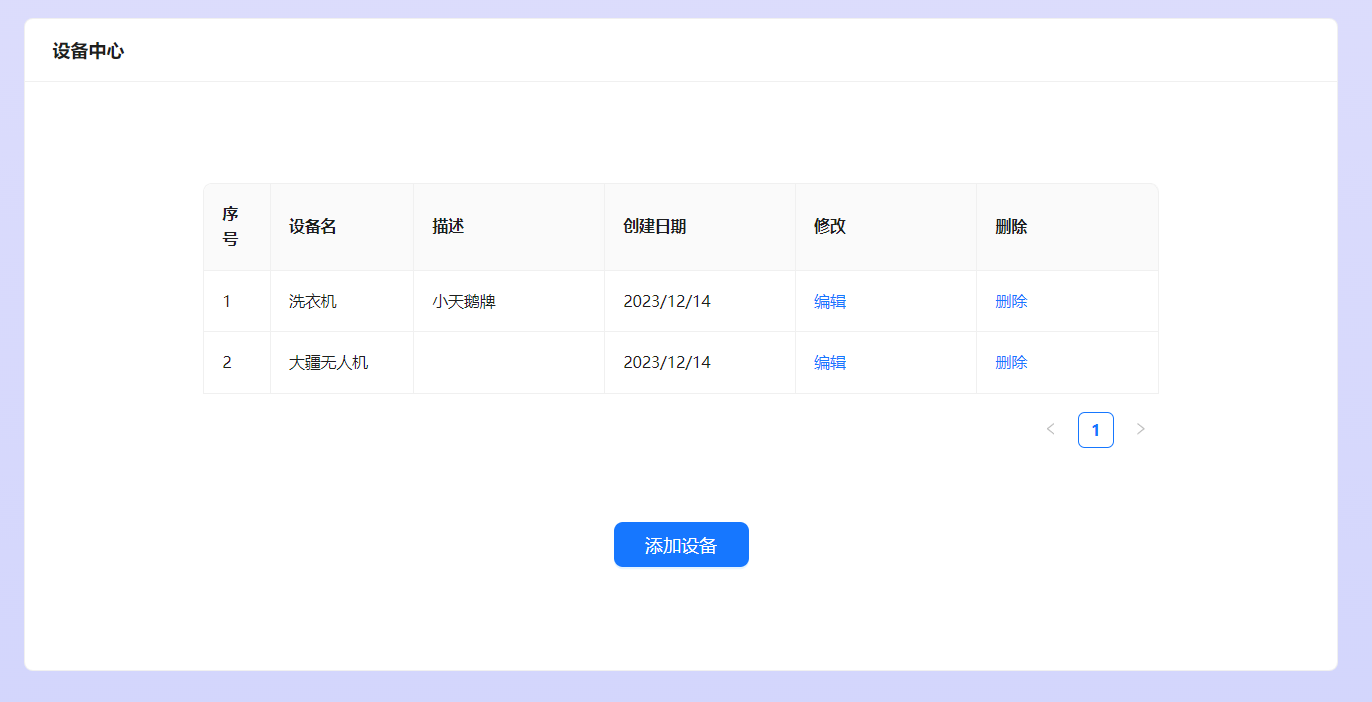 设备中心
序号 设备名 描述 创建日期 修改 删除
1 洗衣机 小天鹅牌 2023/12/14 编辑 删除
2 大疆无人机 2023/12/14 编辑 删除
< 1 >
添加设备